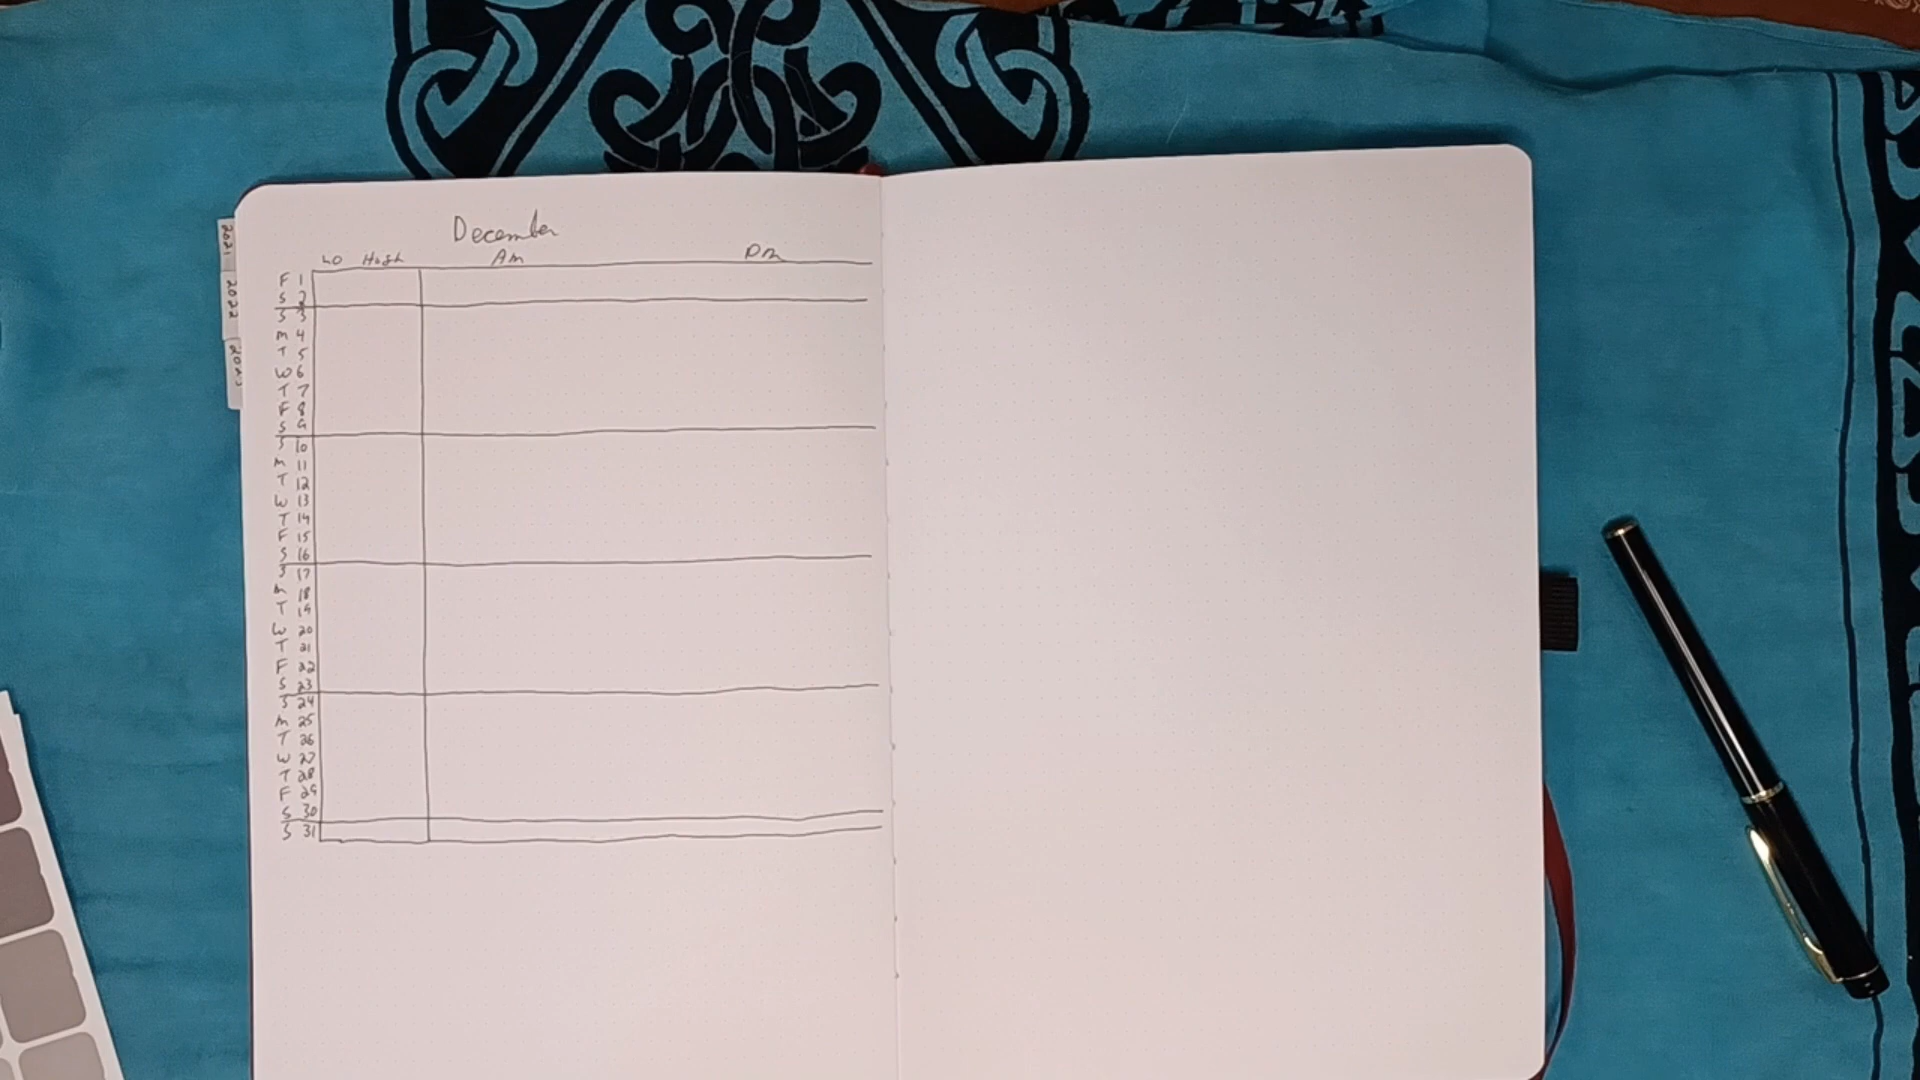 December
LO High Am Pm
F 1
S 2
S 3
M 4
T 5
W 6
T 7
F 8
S 9
S 10
M 11
T 12
W 13
T 14
F 15
S 16
S 17
M 18
T 19
W 20
T 21
F 22
S 23
S 24
M 25
T 26
W 27
T 28
F 29
S 30
S 31
2021
2022
2023